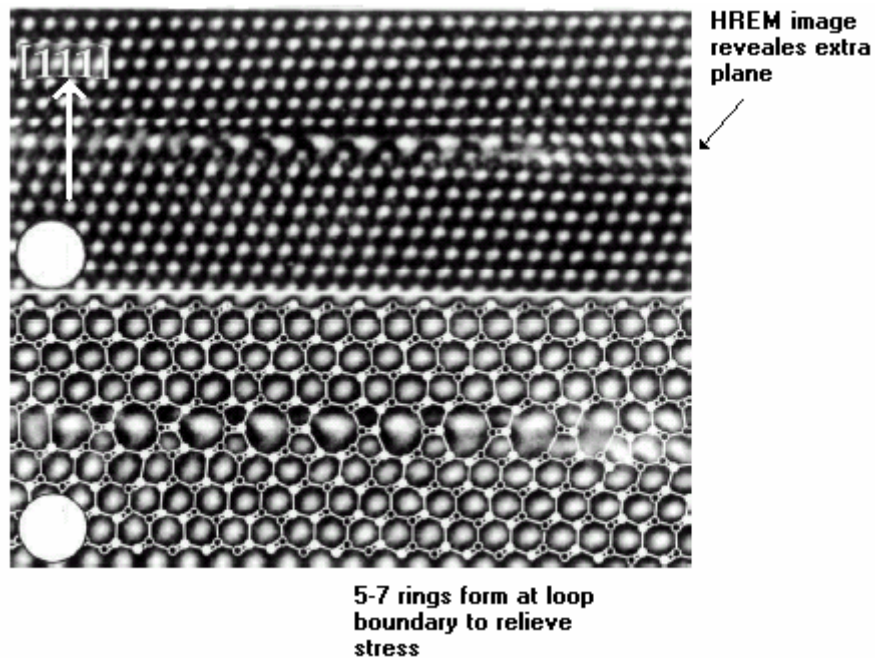 HREM image
reveales extra
plane
[111]
5-7 rings form at loop
boundary to relieve
stress